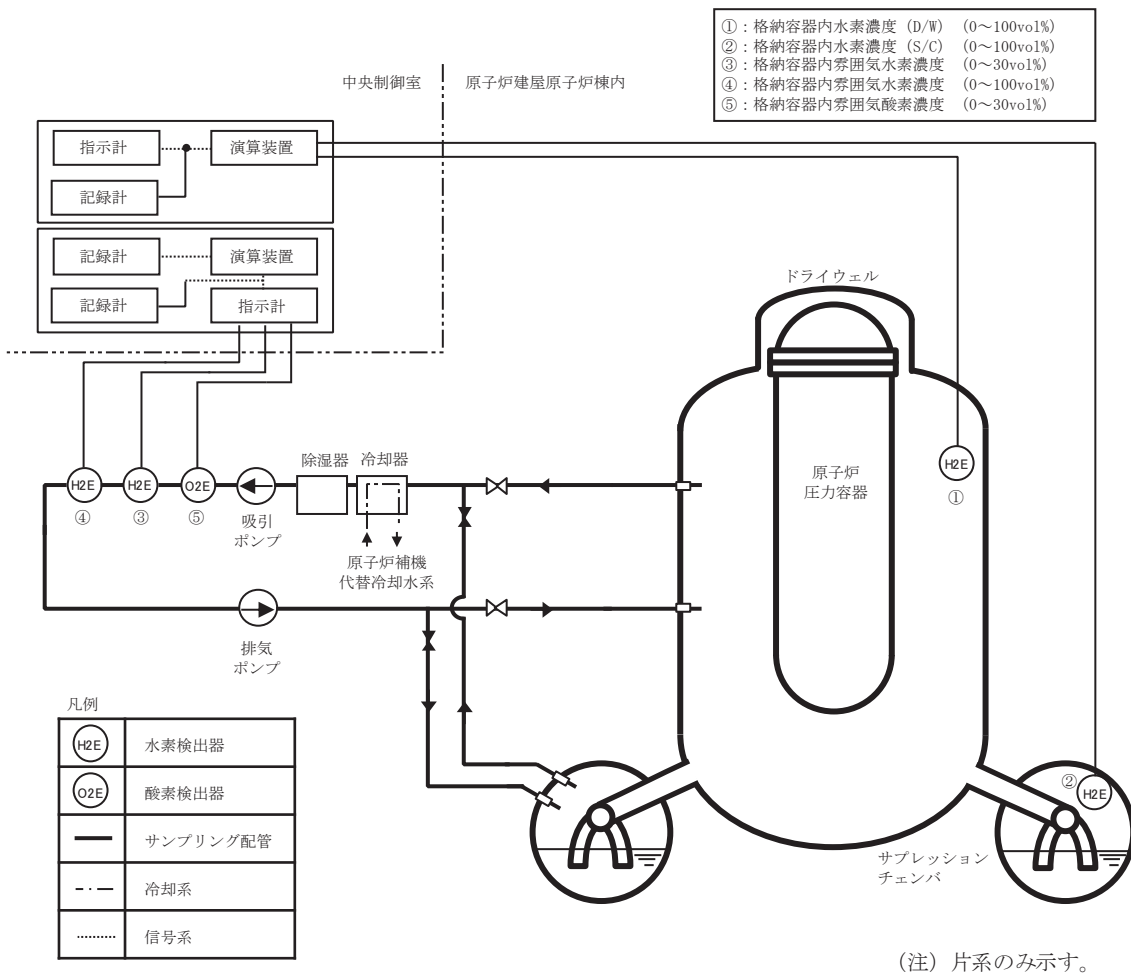 ①：格納容器内水素濃度 (D/W) (0～100vol%)
②：格納容器内水素濃度 (S/C) (0～100vol%)
③：格納容器内雰囲気水素濃度 (0～30vol%)
④：格納容器内雰囲気水素濃度 (0～100vol%)
⑤：格納容器内雰囲気酸素濃度 (0～30vol%)
中央制御室
原子炉建屋原子炉棟内
指示計
演算装置
記録計
記録計
演算装置
記録計
指示計
ドライウェル
原子炉
圧力容器
H2E
①
除湿器
冷却器
H2E
H2E
O2E
④
③
⑤
吸引
ポンプ
原子炉補機
代替冷却水系
排気
ポンプ
②
H2E
サプレッション
チェンバ
凡例
H2E
水素検出器
O2E
酸素検出器
サンプリング配管
冷却系
信号系
(注) 片系のみ示す。